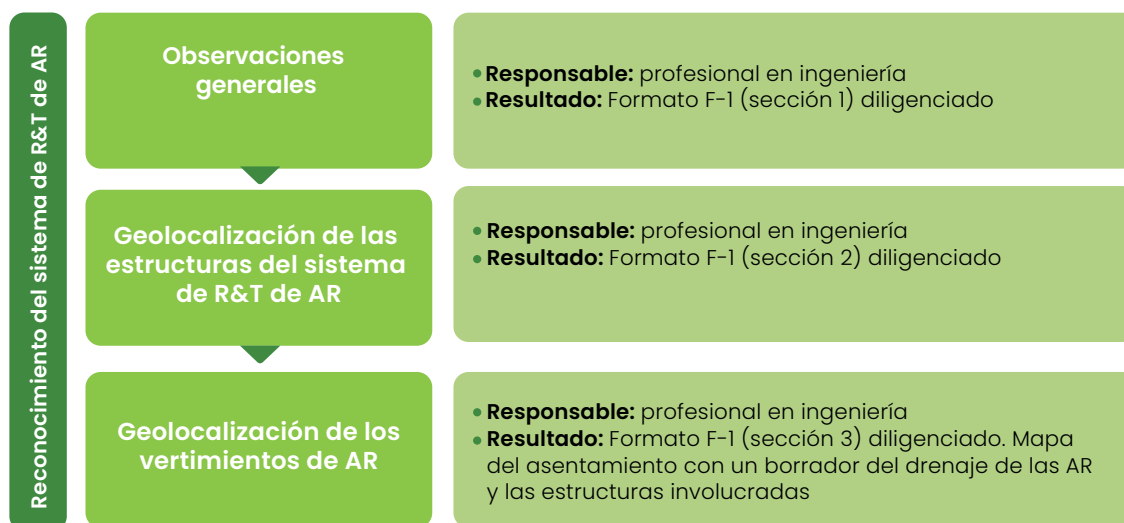 Reconocimiento del sistema de R&T de AR
Observaciones
generales
• Responsable: profesional en ingeniería
• Resultado: Formato F-1 (sección 1) diligenciado
Geolocalización de las
estructuras del sistema
de R&T de AR
• Responsable: profesional en ingeniería
• Resultado: Formato F-1 (sección 2) diligenciado
Geolocalización de los
vertimientos de AR
• Responsable: profesional en ingeniería
• Resultado: Formato F-1 (sección 3) diligenciado. Mapa
del asentamiento con un borrador del drenaje de las AR
y las estructuras involucradas